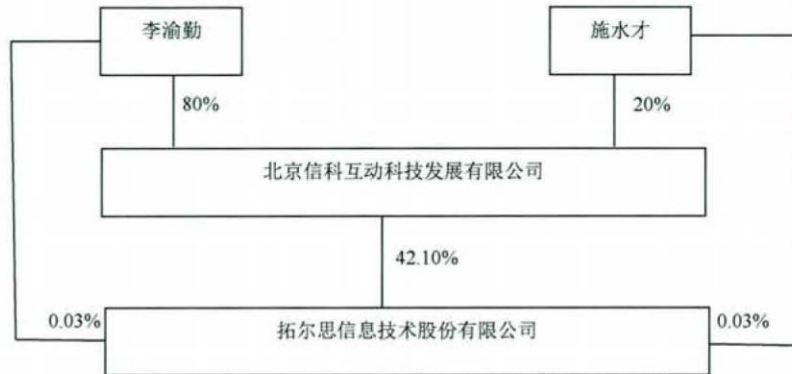 李渝勤
施水才
80%
20%
北京信科互动科技发展有限公司
42.10%
0.03%
拓尔思信息技术股份有限公司
0.03%